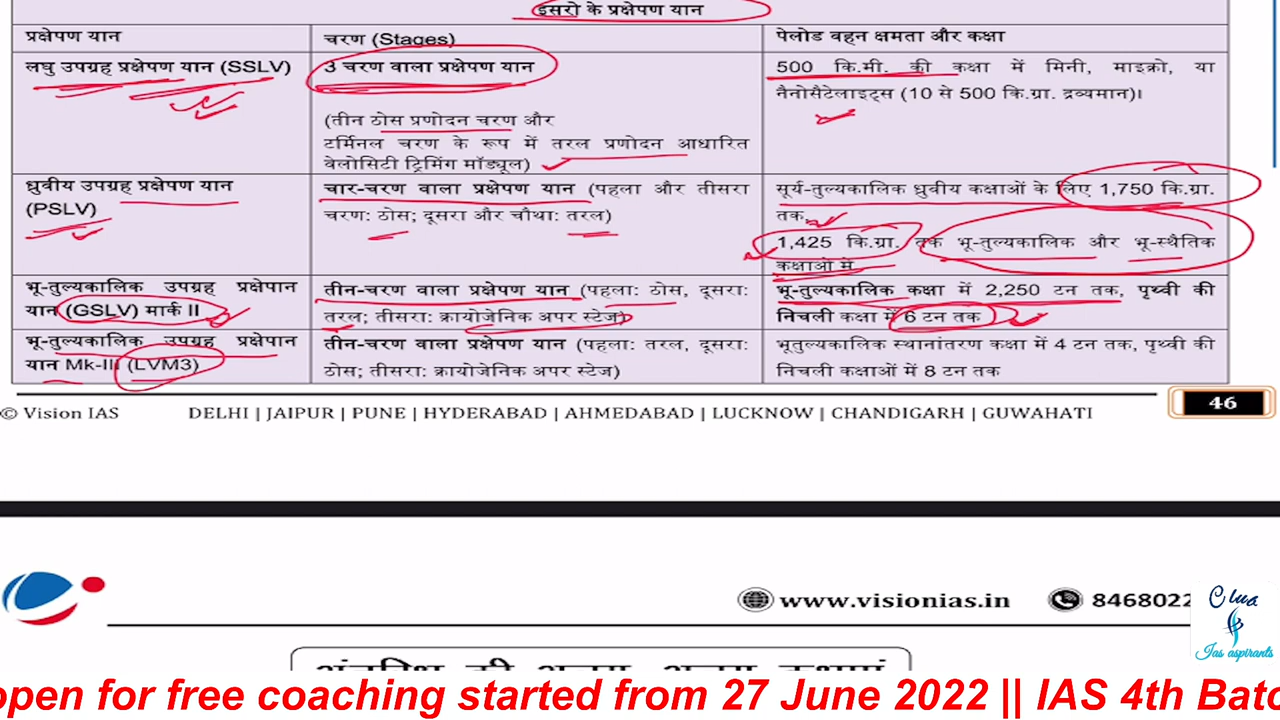 इसरो के प्रक्षेपण यान
प्रक्षेपण यान
चरण (Stages)
पेलोड वहन क्षमता और कक्षा
लघु उपग्रह प्रक्षेपण यान (SSLV)
3 चरण वाला प्रक्षेपण यान
(तीन ठोस प्रणोदन चरण और
टर्मिनल चरण के रूप में तरल प्रणोदन आधारित
वेलोसिटी ट्रिमिंग मॉड्यूल)
500 कि.मी. की कक्षा में मिनी, माइक्रो, या
नैनोसैटेलाइट्स (10 से 500 कि.ग्रा. द्रव्यमान)।
ध्रुवीय उपग्रह प्रक्षेपण यान
(PSLV)
चार-चरण वाला प्रक्षेपण यान (पहला और तीसरा
चरण: ठोस; दूसरा और चौथा: तरल)
सूर्य-तुल्यकालिक ध्रुवीय कक्षाओं के लिए 1,750 कि.ग्रा.
तक,
1,425 कि.ग्रा. तक भू-तुल्यकालिक और भू-स्थैतिक
कक्षाओं में
भू-तुल्यकालिक उपग्रह प्रक्षेपान
यान (GSLV) मार्क II
तीन-चरण वाला प्रक्षेपण यान (पहला: ठोस, दूसरा:
तरल; तीसरा: क्रायोजेनिक अपर स्टेज)
भू-तुल्यकालिक कक्षा में 2,250 टन तक, पृथ्वी की
निचली कक्षा में 6 टन तक
भू-तुल्यकालिक उपग्रह प्रक्षेपान
यान Mk-III (LVM3)
तीन-चरण वाला प्रक्षेपण यान (पहला: तरल, दूसरा:
ठोस; तीसरा: क्रायोजेनिक अपर स्टेज)
भूतुल्यकालिक स्थानांतरण कक्षा में 4 टन तक, पृथ्वी की
निचली कक्षाओं में 8 टन तक
© Vision IAS
DELHI | JAIPUR | PUNE | HYDERABAD | AHMEDABAD | LUCKNOW | CHANDIGARH | GUWAHATI
46
www.visionias.in
8468022
Clue
Ias aspirants
open for free coaching started from 27 June 2022 || IAS 4th Batc